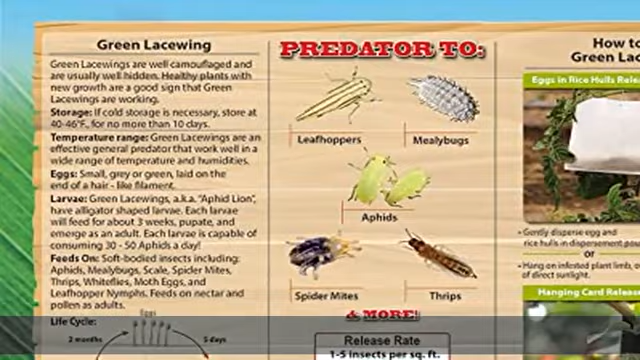 Green Lacewing
Green Lacewings are well camouflaged and
are usually well hidden. Healthy plants with
new growth are a good sign that Green
Lacewings are working.
Storage: If cold storage is necessary, store at
40-46°F, for no more than 10 days.
Temperature range: Green Lacewings are an
effective general predator that work well in a
wide range of temperature and humidities.
Eggs: Small, grey or green, laid on the
end of a hair - like filament.
Larvae: Green Lacewings, a.k.a. "Aphid Lion",
have alligator shaped larvae. Each larvae
will feed for about 3 weeks, pupate, and
emerge as an adult. Each larvae is capable of
consuming 30 - 50 Aphids a day!
Feeds On: Soft-bodied insects including:
Aphids, Mealybugs, Scale, Spider Mites,
Thrips, Whiteflies, Moth Eggs, and
Leafhopper Nymphs. Feeds on nectar and
pollen as adults.
Life Cycle:
Eggs
2 months
5 days
PREDATOR TO:
Leafhoppers
Mealybugs
Aphids
Spider Mites
Thrips
& MORE!
Release Rate
1-5 insects per sq. ft.
How to
Green Lac
Eggs in Rice Hulls Relea
• Gently disperse egg and
rice hulls in dispersement pou
or
• Hang on infested plant limb, o
of direct sunlight.
Hanging Card Release